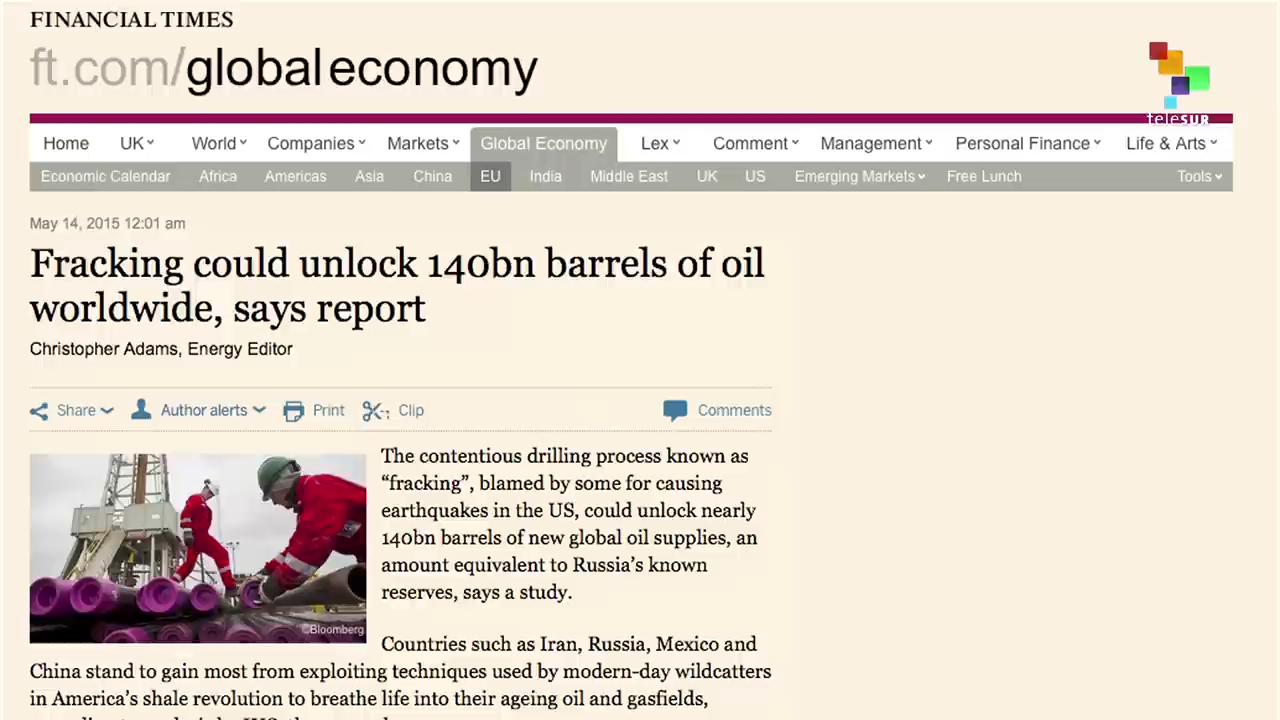 FINANCIAL TIMES
ft.com/globaleconomy
teleSUR
Home UK World Companies Markets Global Economy Lex Comment Management Personal Finance Life & Arts
Economic Calendar Africa Americas Asia China EU India Middle East UK US Emerging Markets Free Lunch Tools
May 14, 2015 12:01 am
Fracking could unlock 140bn barrels of oil
worldwide, says report
Christopher Adams, Energy Editor
Share Author alerts Print Clip Comments
The contentious drilling process known as
“fracking”, blamed by some for causing
earthquakes in the US, could unlock nearly
140bn barrels of new global oil supplies, an
amount equivalent to Russia’s known
reserves, says a study.
©Bloomberg
Countries such as Iran, Russia, Mexico and
China stand to gain most from exploiting techniques used by modern-day wildcatters
in America’s shale revolution to breathe life into their ageing oil and gasfields,